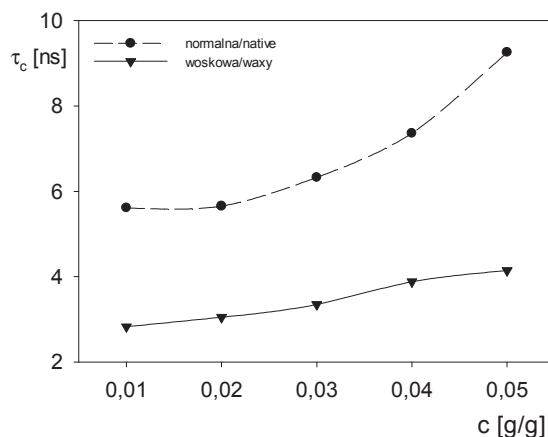 10
τc [ns]
normalna/native
woskowa/waxy
8
6
4
2
0,01 0,02 0,03 0,04 0,05
c [g/g]